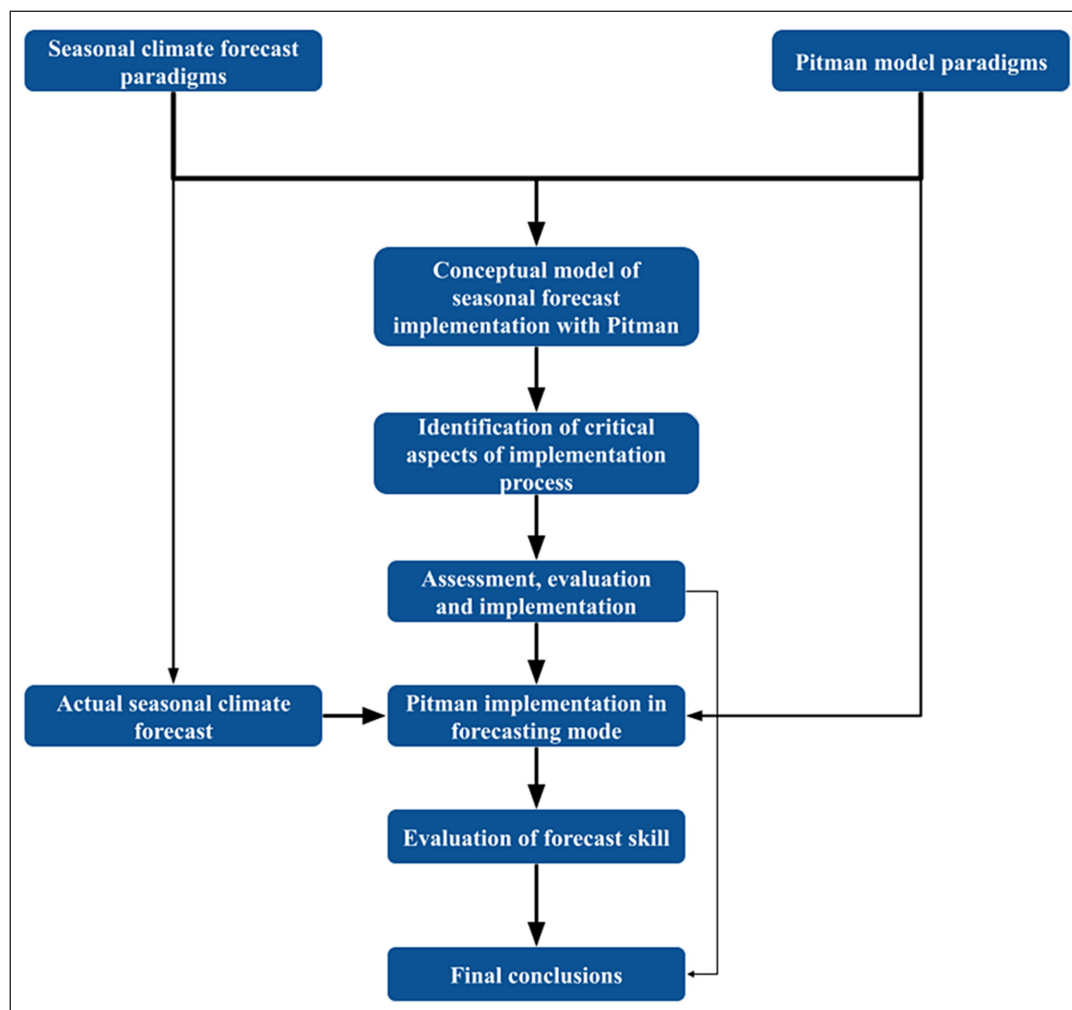 Seasonal climate forecast
paradigms
Pitman model paradigms
Conceptual model of
seasonal forecast
implementation with Pitman
Identification of critical
aspects of implementation
process
Assessment, evaluation
and implementation
Actual seasonal climate
forecast
Pitman implementation in
forecasting mode
Evaluation of forecast skill
Final conclusions